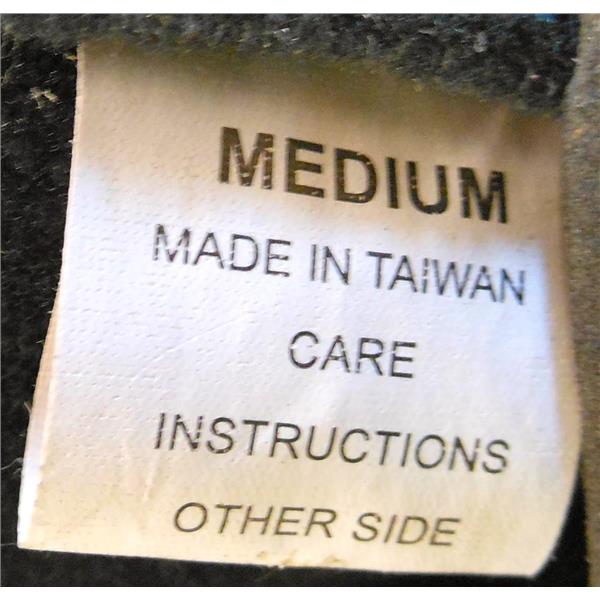 MEDIUM
MADE IN TAIWAN
CARE
INSTRUCTIONS
OTHER SIDE